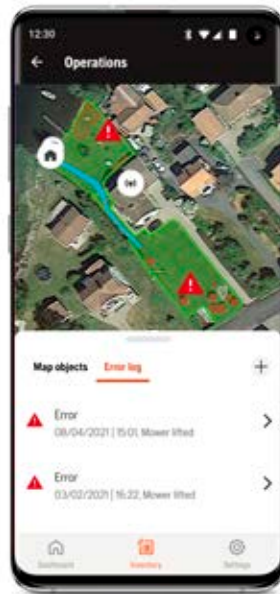 12:30
Operations
Map objects Error log
Error
08/04/2021 | 15:01, Mower lifted
Error
03/02/2021 | 16:22, Mower lifted
Dashboard Inventory Settings